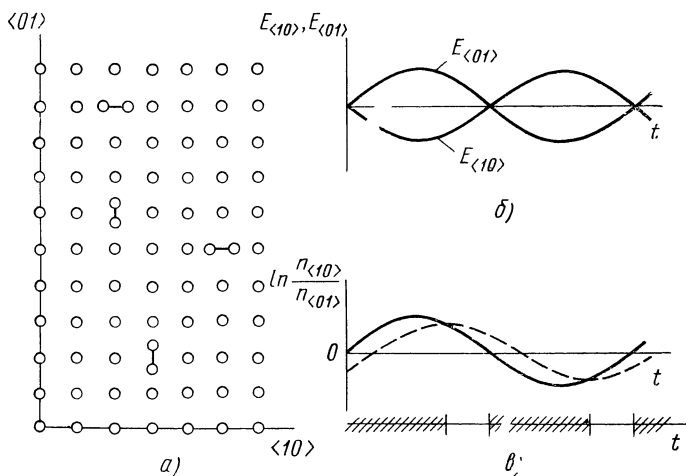 ⟨01⟩
⟨10⟩
а)
E⟨10⟩, E⟨01⟩
E⟨01⟩
E⟨10⟩
t
б)
ln n⟨10⟩/n⟨01⟩
0
t
t
в)